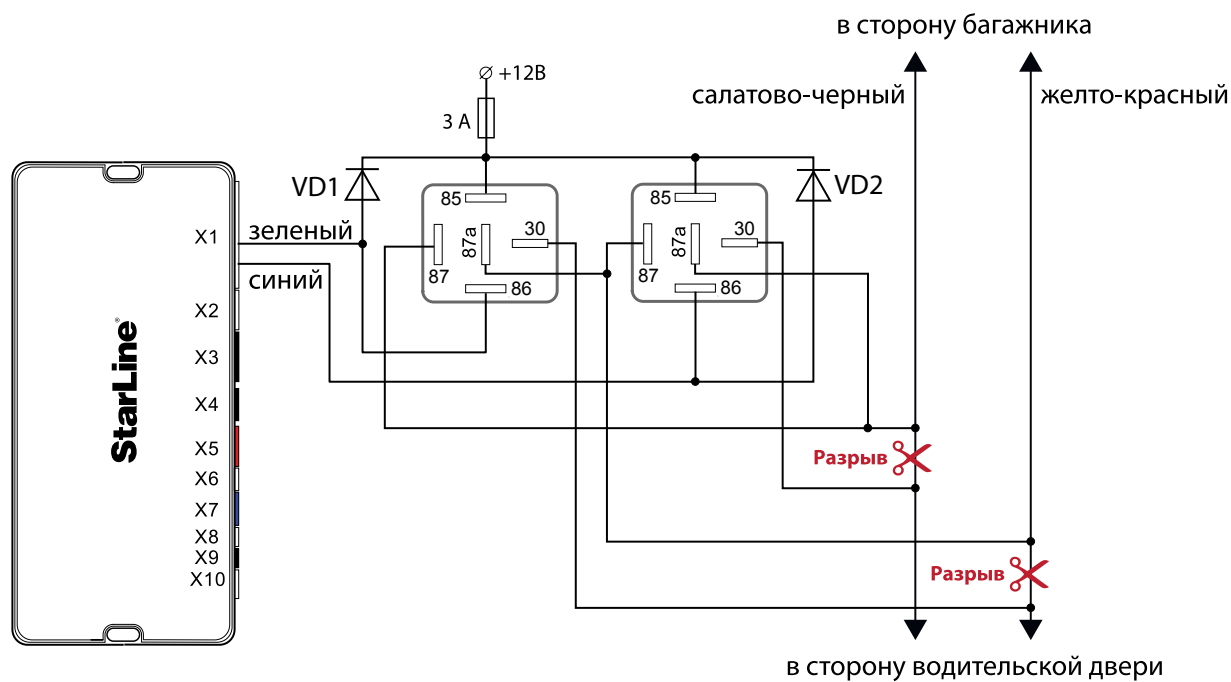 в сторону багажника
+12В
салатово-черный
желто-красный
3 А
VD1
VD2
85
85
X1
зеленый
87
87a
30
87
87a
30
синий
86
86
X2
StarLine®
X3
X4
X5
Разрыв
X6
X7
X8
X9
X10
Разрыв
в сторону водительской двери